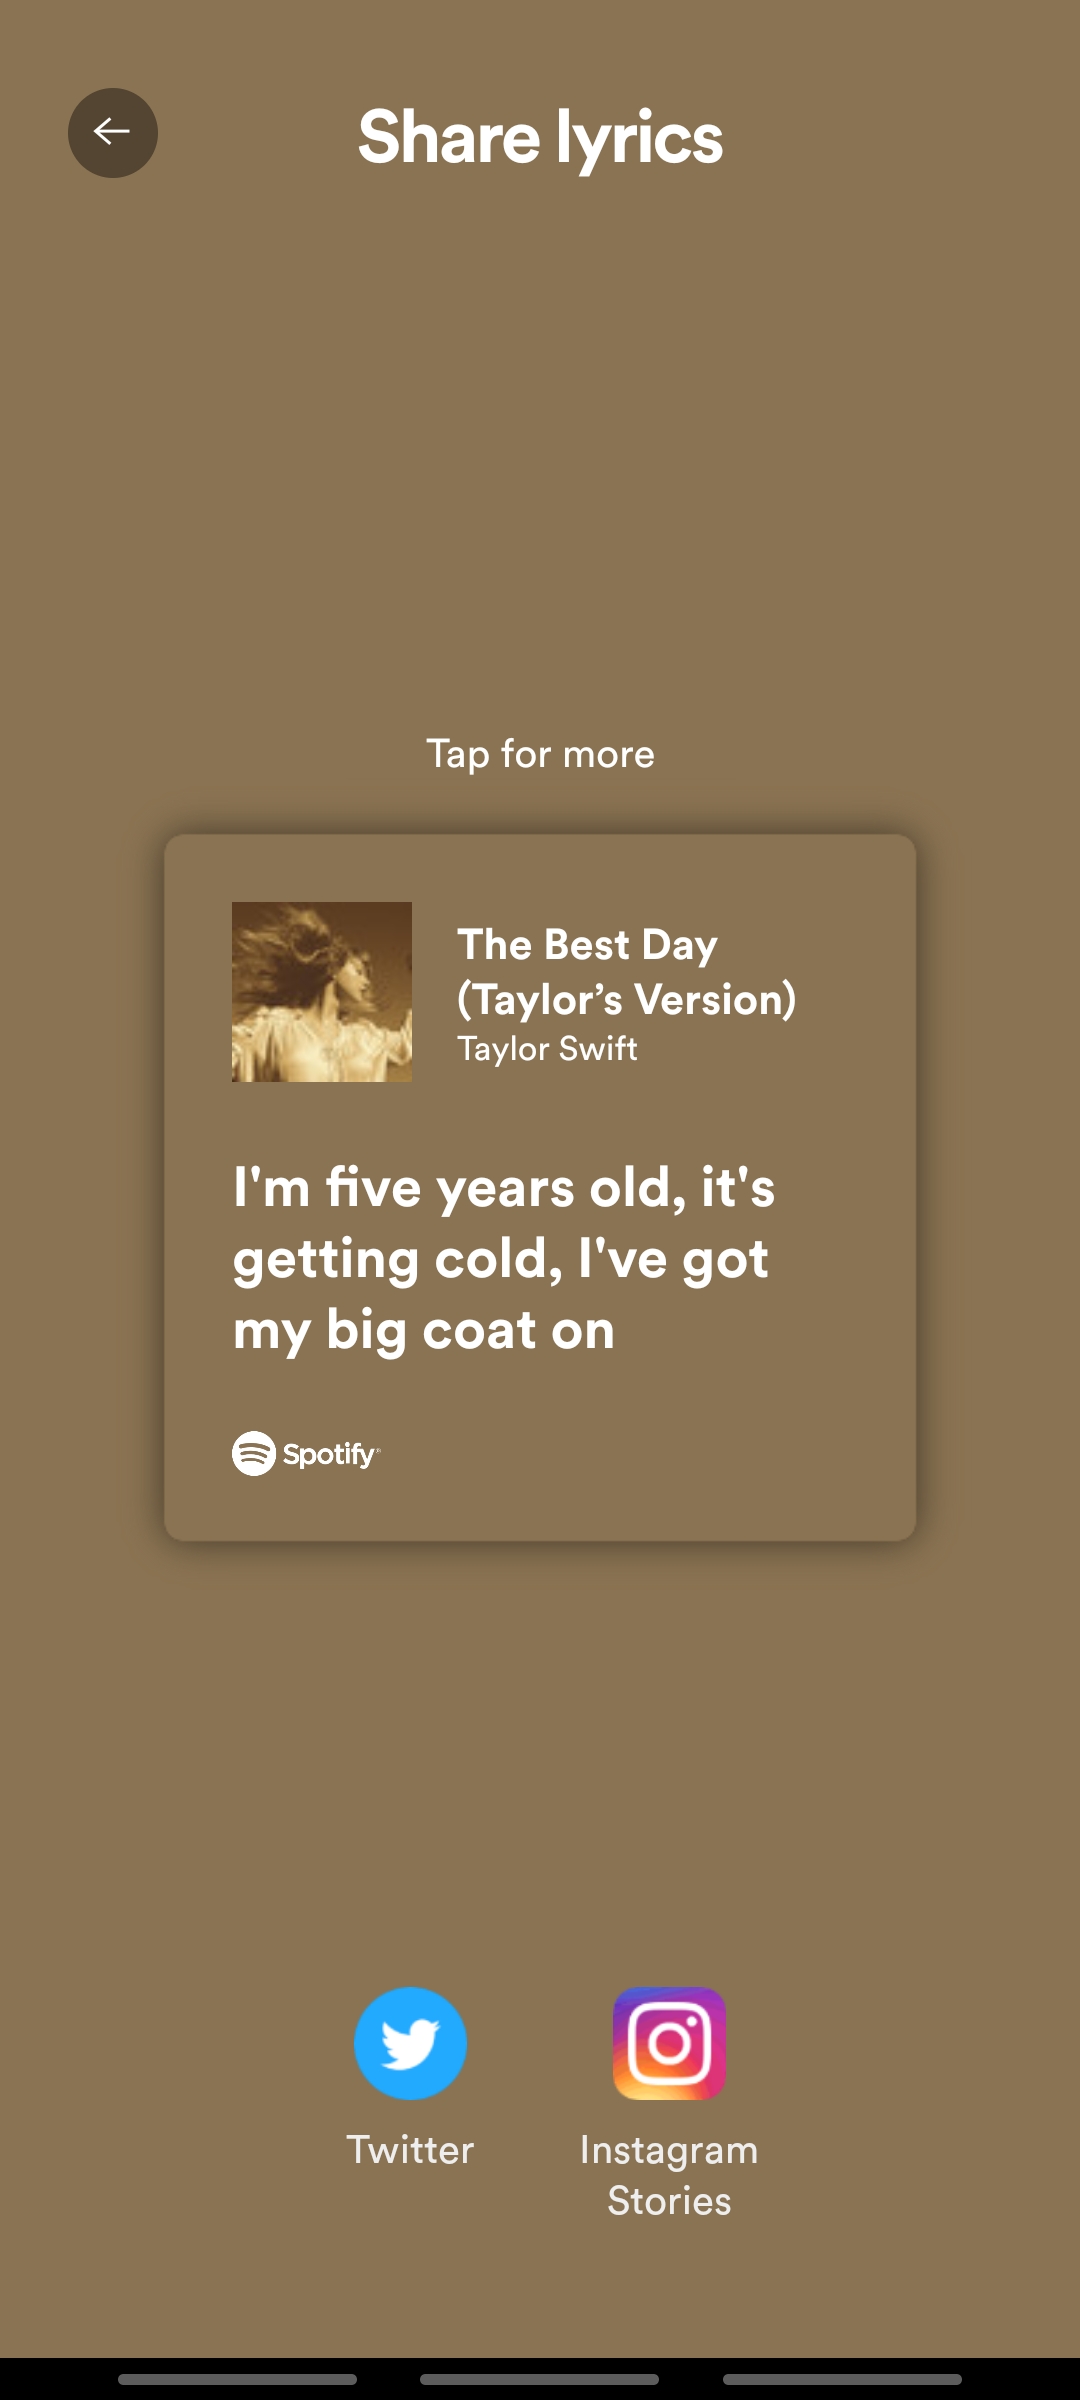 Share lyrics
Tap for more
The Best Day
(Taylor’s Version)
Taylor Swift
I'm five years old, it's
getting cold, I've got
my big coat on
Spotify
Twitter
Instagram
Stories